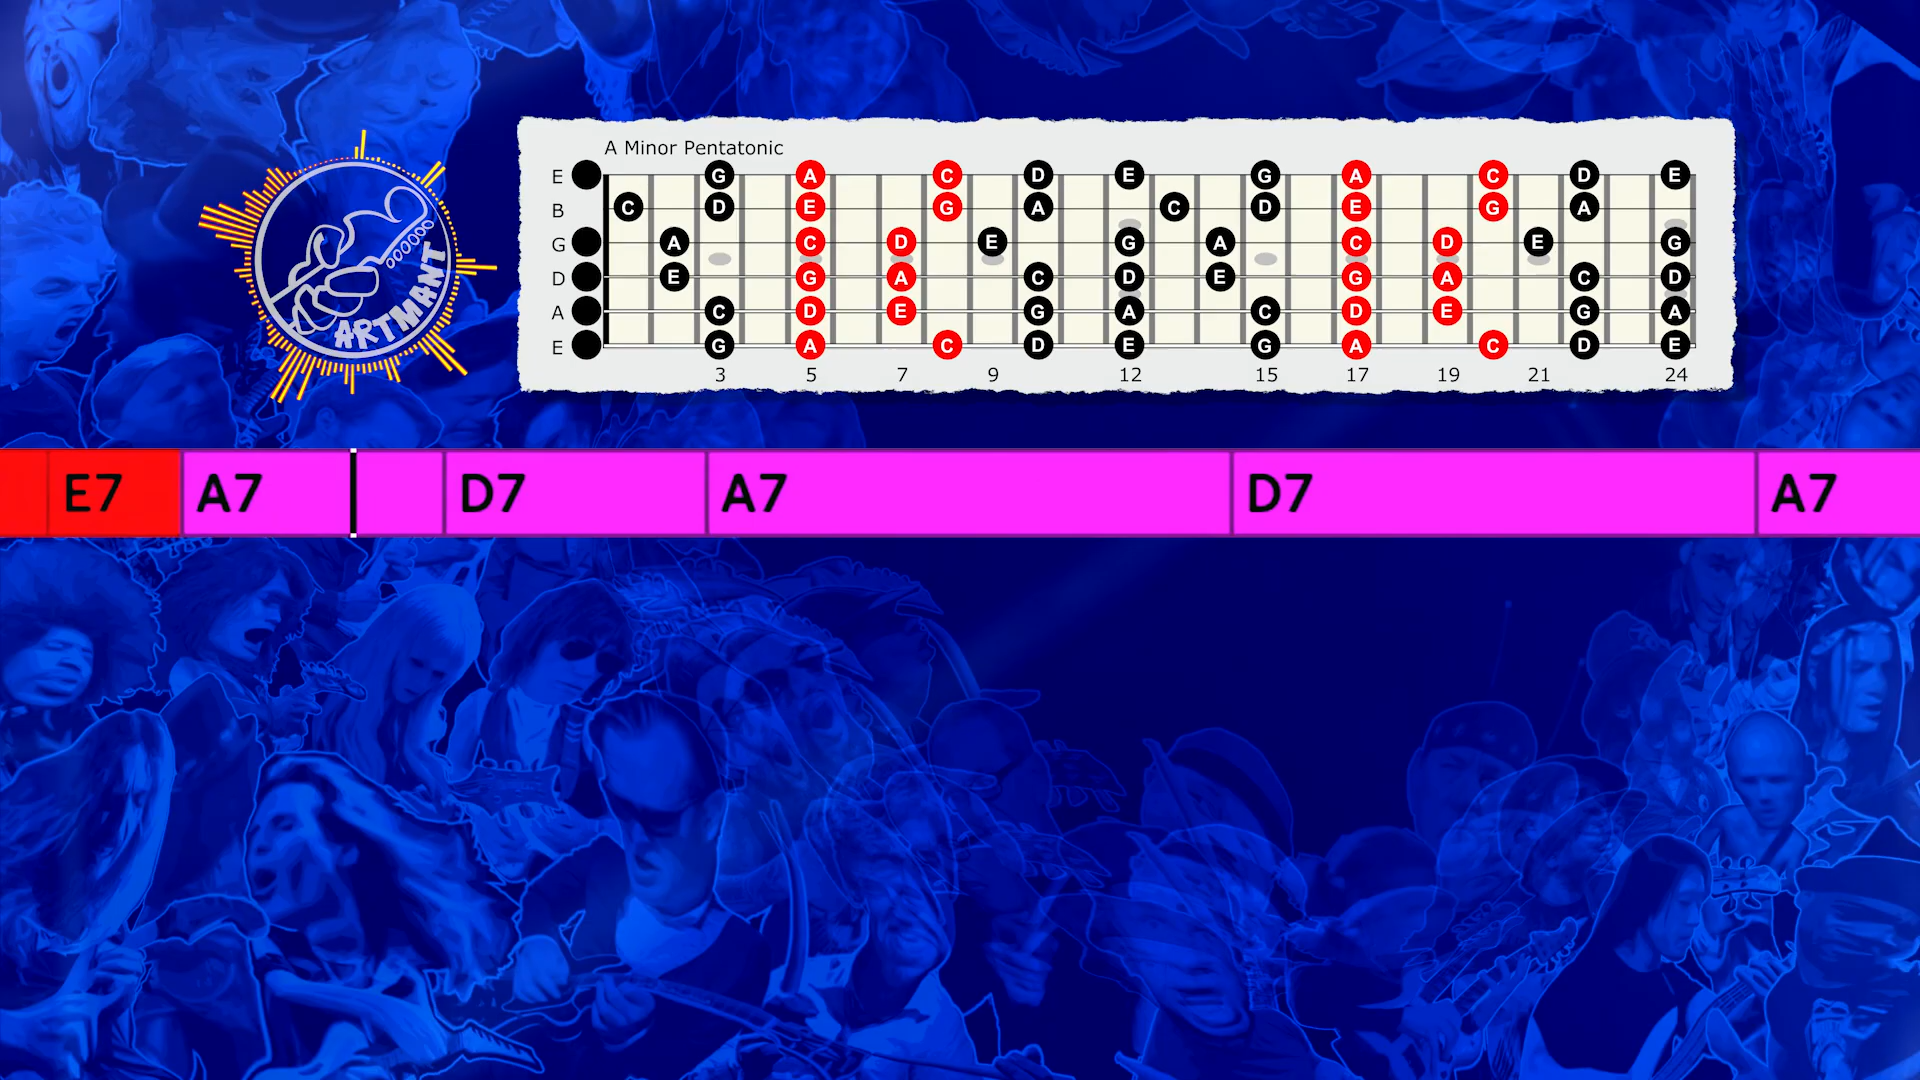 A Minor Pentatonic
E G A C D E G A C D E
B C D E G A C D E G A
G A C D E G A C D E G
D E G A C D E G A C D
A C D E G A C D E G A
E G A C D E G A C D E
3 5 7 9 12 15 17 19 21 24
ARTMANT
E7 A7 D7 A7 D7 A7